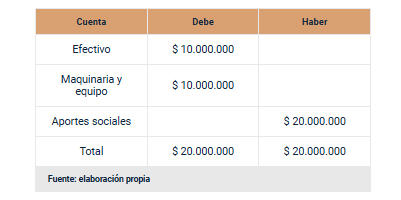 Cuenta Debe Haber
Efectivo $ 10.000.000
Maquinaria y
equipo $ 10.000.000
Aportes sociales $ 20.000.000
Total $ 20.000.000 $ 20.000.000
Fuente: elaboración propia